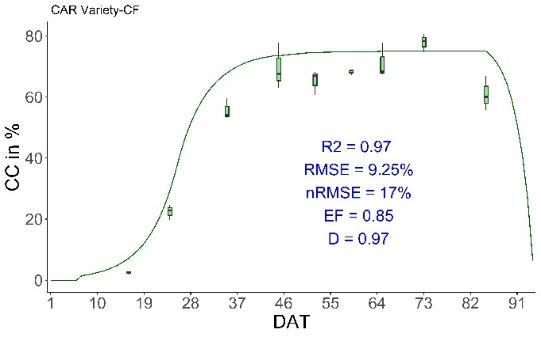 CAR Variety-CF
80
60
40
20
0
CC in %
R2 = 0.97
RMSE = 9.25%
nRMSE = 17%
EF = 0.85
D = 0.97
1 10 19 28 37 46 55 64 73 82 91
DAT